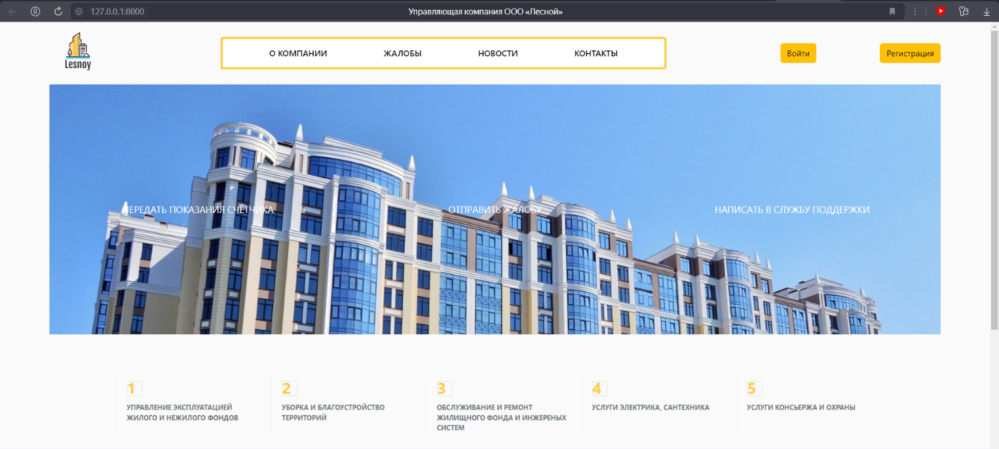 127.0.0.1:8000
Управляющая компания ООО «Лесной»
Lesnoy
О КОМПАНИИ
ЖАЛОБЫ
НОВОСТИ
КОНТАКТЫ
Войти
Регистрация
ПЕРЕДАТЬ ПОКАЗАНИЯ СЧЁТЧИКА
ОТПРАВИТЬ ЖАЛОБУ
НАПИСАТЬ В СЛУЖБУ ПОДДЕРЖКИ
1
УПРАВЛЕНИЕ ЭКСПЛУАТАЦИЕЙ
ЖИЛОГО И НЕЖИЛОГО ФОНДОВ
2
УБОРКА И БЛАГОУСТРОЙСТВО
ТЕРРИТОРИЙ
3
ОБСЛУЖИВАНИЕ И РЕМОНТ
ЖИЛИЩНОГО ФОНДА И ИНЖЕРЕНЫХ
СИСТЕМ
4
УСЛУГИ ЭЛЕКТРИКА, САНТЕХНИКА
5
УСЛУГИ КОНСЬЕРЖА И ОХРАНЫ